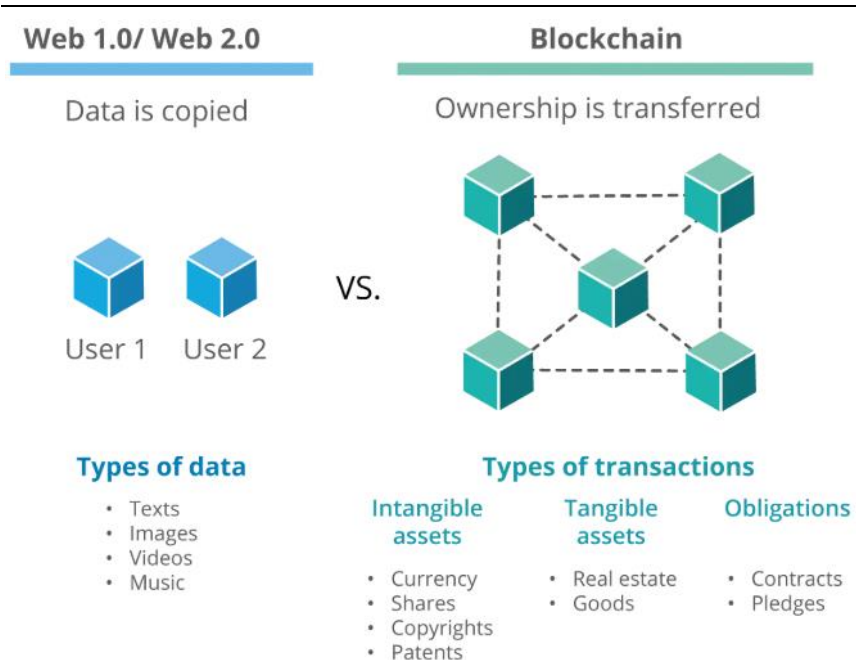 Web 1.0/ Web 2.0
Data is copied
User 1 User 2
Types of data
• Texts
• Images
• Videos
• Music
VS.
Blockchain
Ownership is transferred
Types of transactions
Intangible
assets
• Currency
• Shares
• Copyrights
• Patents
Tangible
assets
• Real estate
• Goods
Obligations
• Contracts
• Pledges